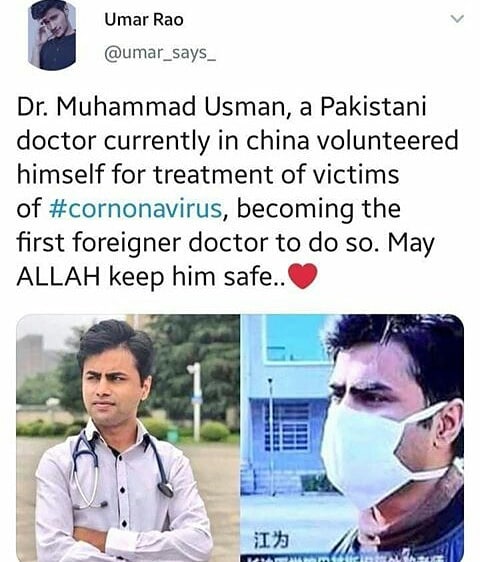 Umar Rao
@umar_says_
Dr. Muhammad Usman, a Pakistani
doctor currently in china volunteered
himself for treatment of victims
of #cornonavirus, becoming the
first foreigner doctor to do so. May
ALLAH keep him safe..❤️
江为